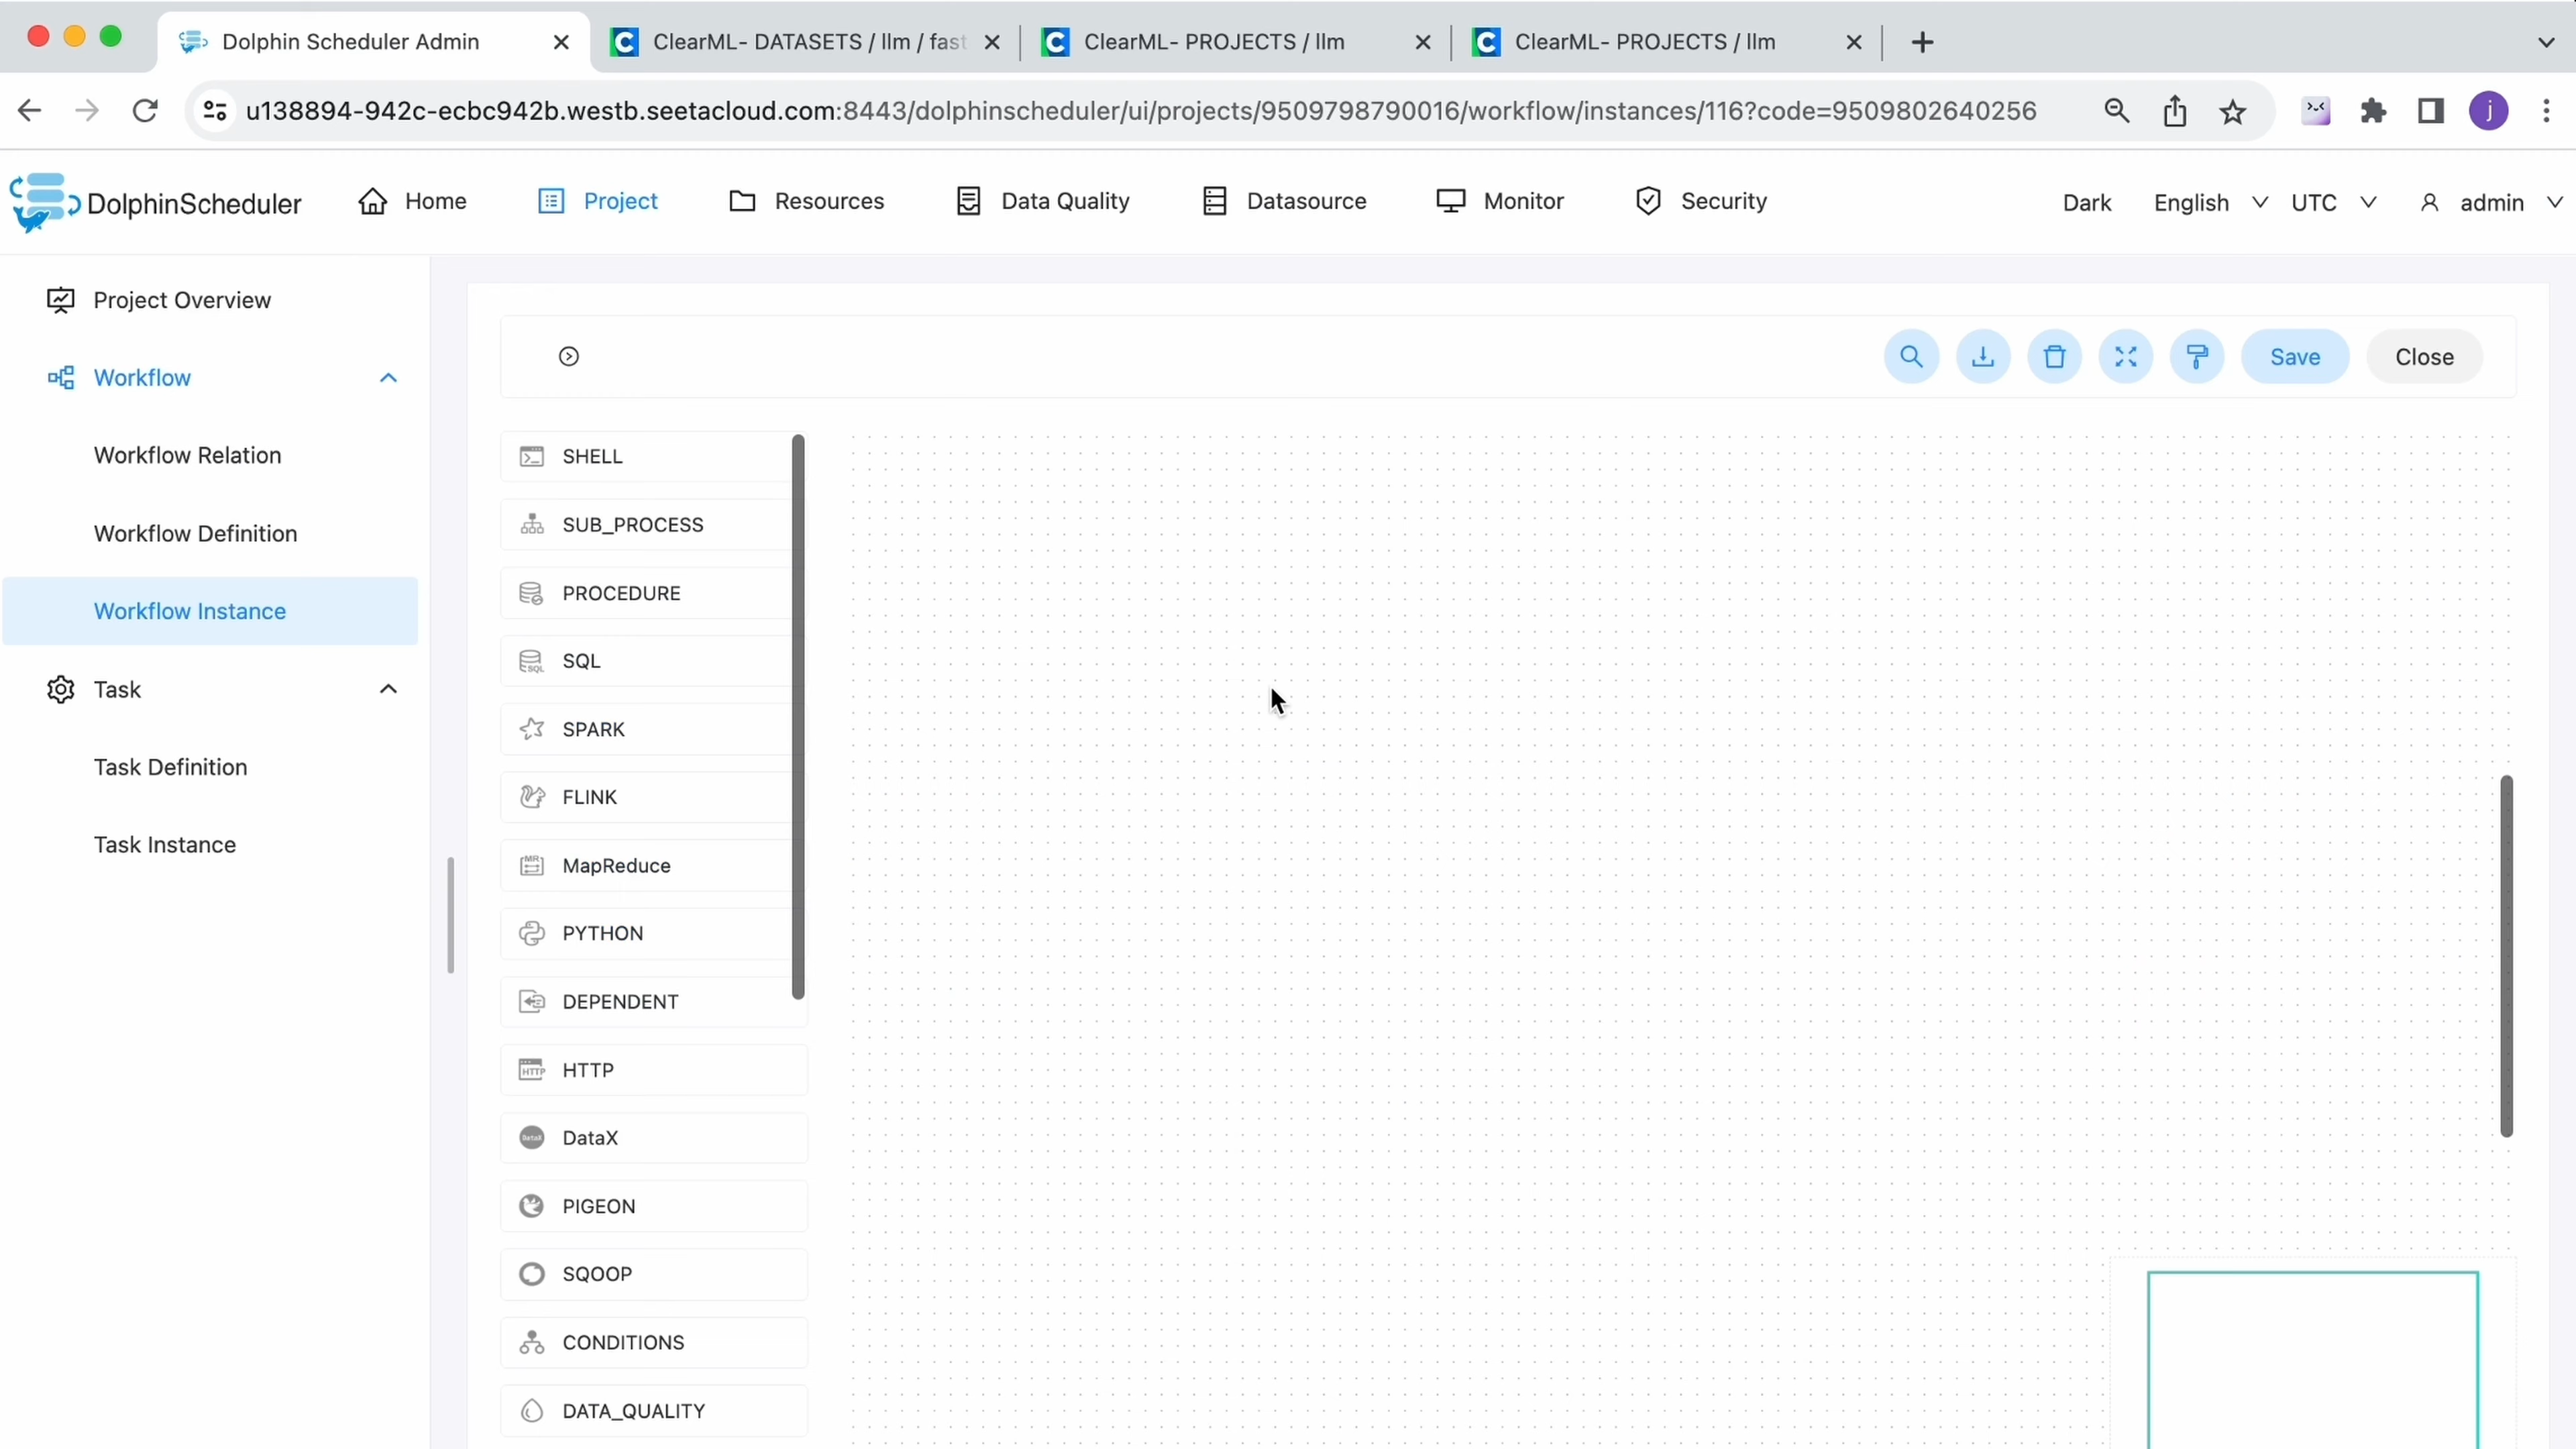 Dolphin Scheduler Admin
ClearML- DATASETS / llm / fast
ClearML- PROJECTS / llm
ClearML- PROJECTS / llm
u138894-942c-ecbc942b.westb.seetacloud.com:8443/dolphinscheduler/ui/projects/9509798790016/workflow/instances/116?code=9509802640256
j
DolphinScheduler
Home
Project
Resources
Data Quality
Datasource
Monitor
Security
Dark
English
UTC
admin
Project Overview
Workflow
Workflow Relation
Workflow Definition
Workflow Instance
Task
Task Definition
Task Instance
Save
Close
SHELL
SUB_PROCESS
PROCEDURE
SQL
SPARK
FLINK
MapReduce
PYTHON
DEPENDENT
HTTP
DataX
PIGEON
SQOOP
CONDITIONS
DATA_QUALITY